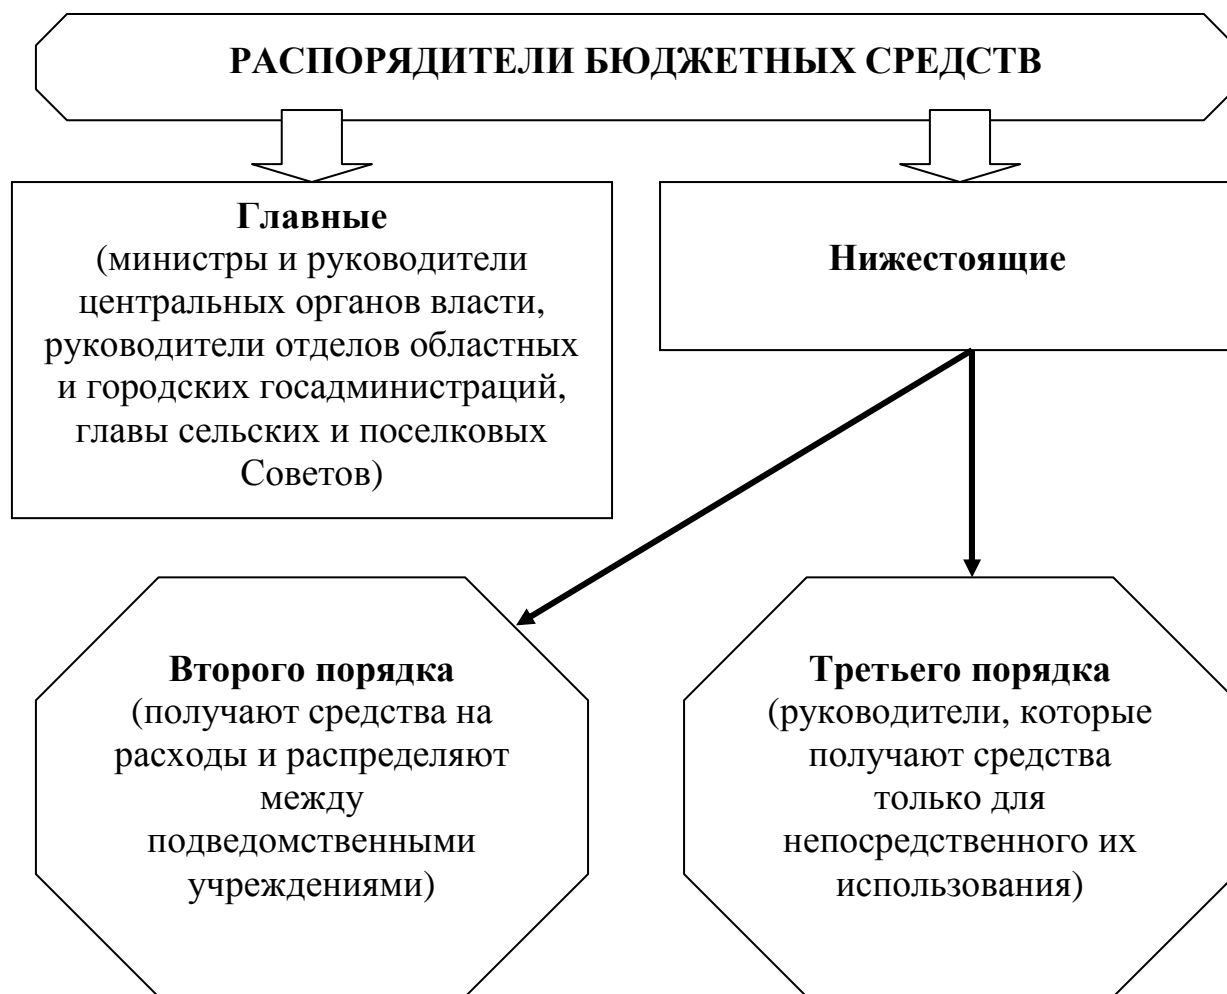 РАСПОРЯДИТЕЛИ БЮДЖЕТНЫХ СРЕДСТВ
Главные
(министры и руководители
центральных органов власти,
руководители отделов областных
и городских госадминистраций,
главы сельских и поселковых
Советов)
Нижестоящие
Второго порядка
(получают средства на
расходы и распределяют
между
подведомственными
учреждениями)
Третьего порядка
(руководители, которые
получают средства
только для
непосредственного их
использования)